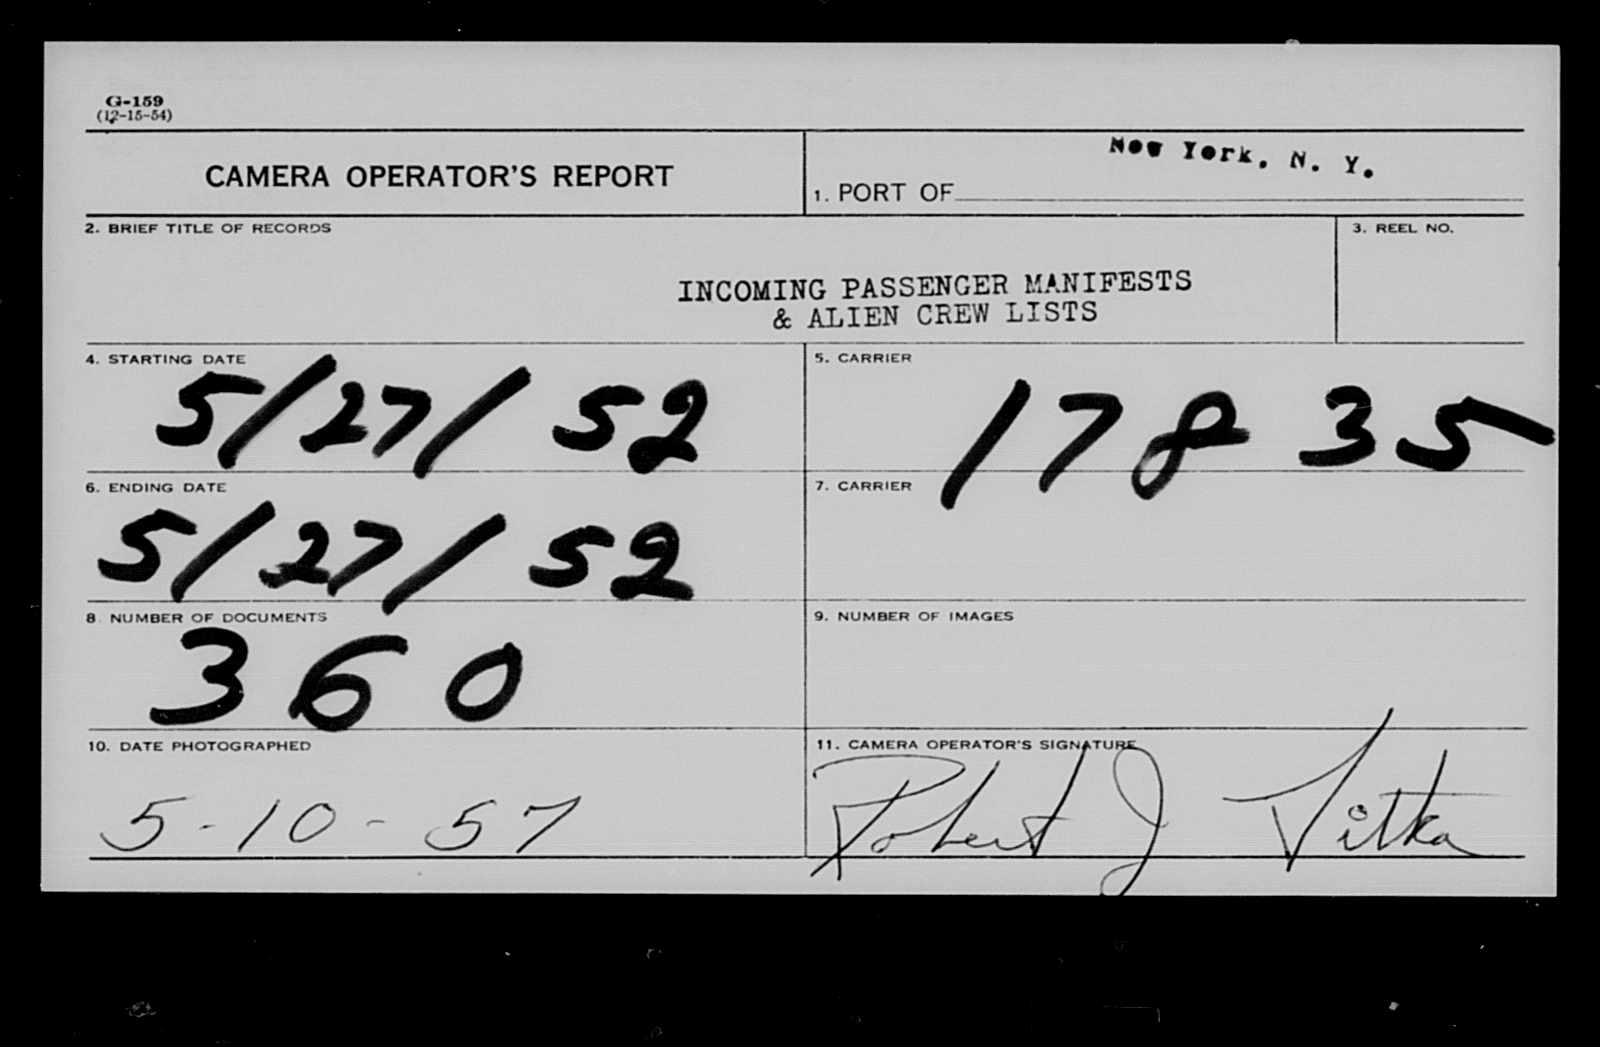 G-159
(12-15-54)
CAMERA OPERATOR'S REPORT
1. PORT OF New York, N. Y.
2. BRIEF TITLE OF RECORDS
3. REEL NO.
INCOMING PASSENGER MANIFESTS
& ALIEN CREW LISTS
4. STARTING DATE
5/27/52
5. CARRIER
17835
6. ENDING DATE
5/27/52
7. CARRIER
8. NUMBER OF DOCUMENTS
360
9. NUMBER OF IMAGES
10. DATE PHOTOGRAPHED
5-10-57
11. CAMERA OPERATOR'S SIGNATURE
Robert J Vitka